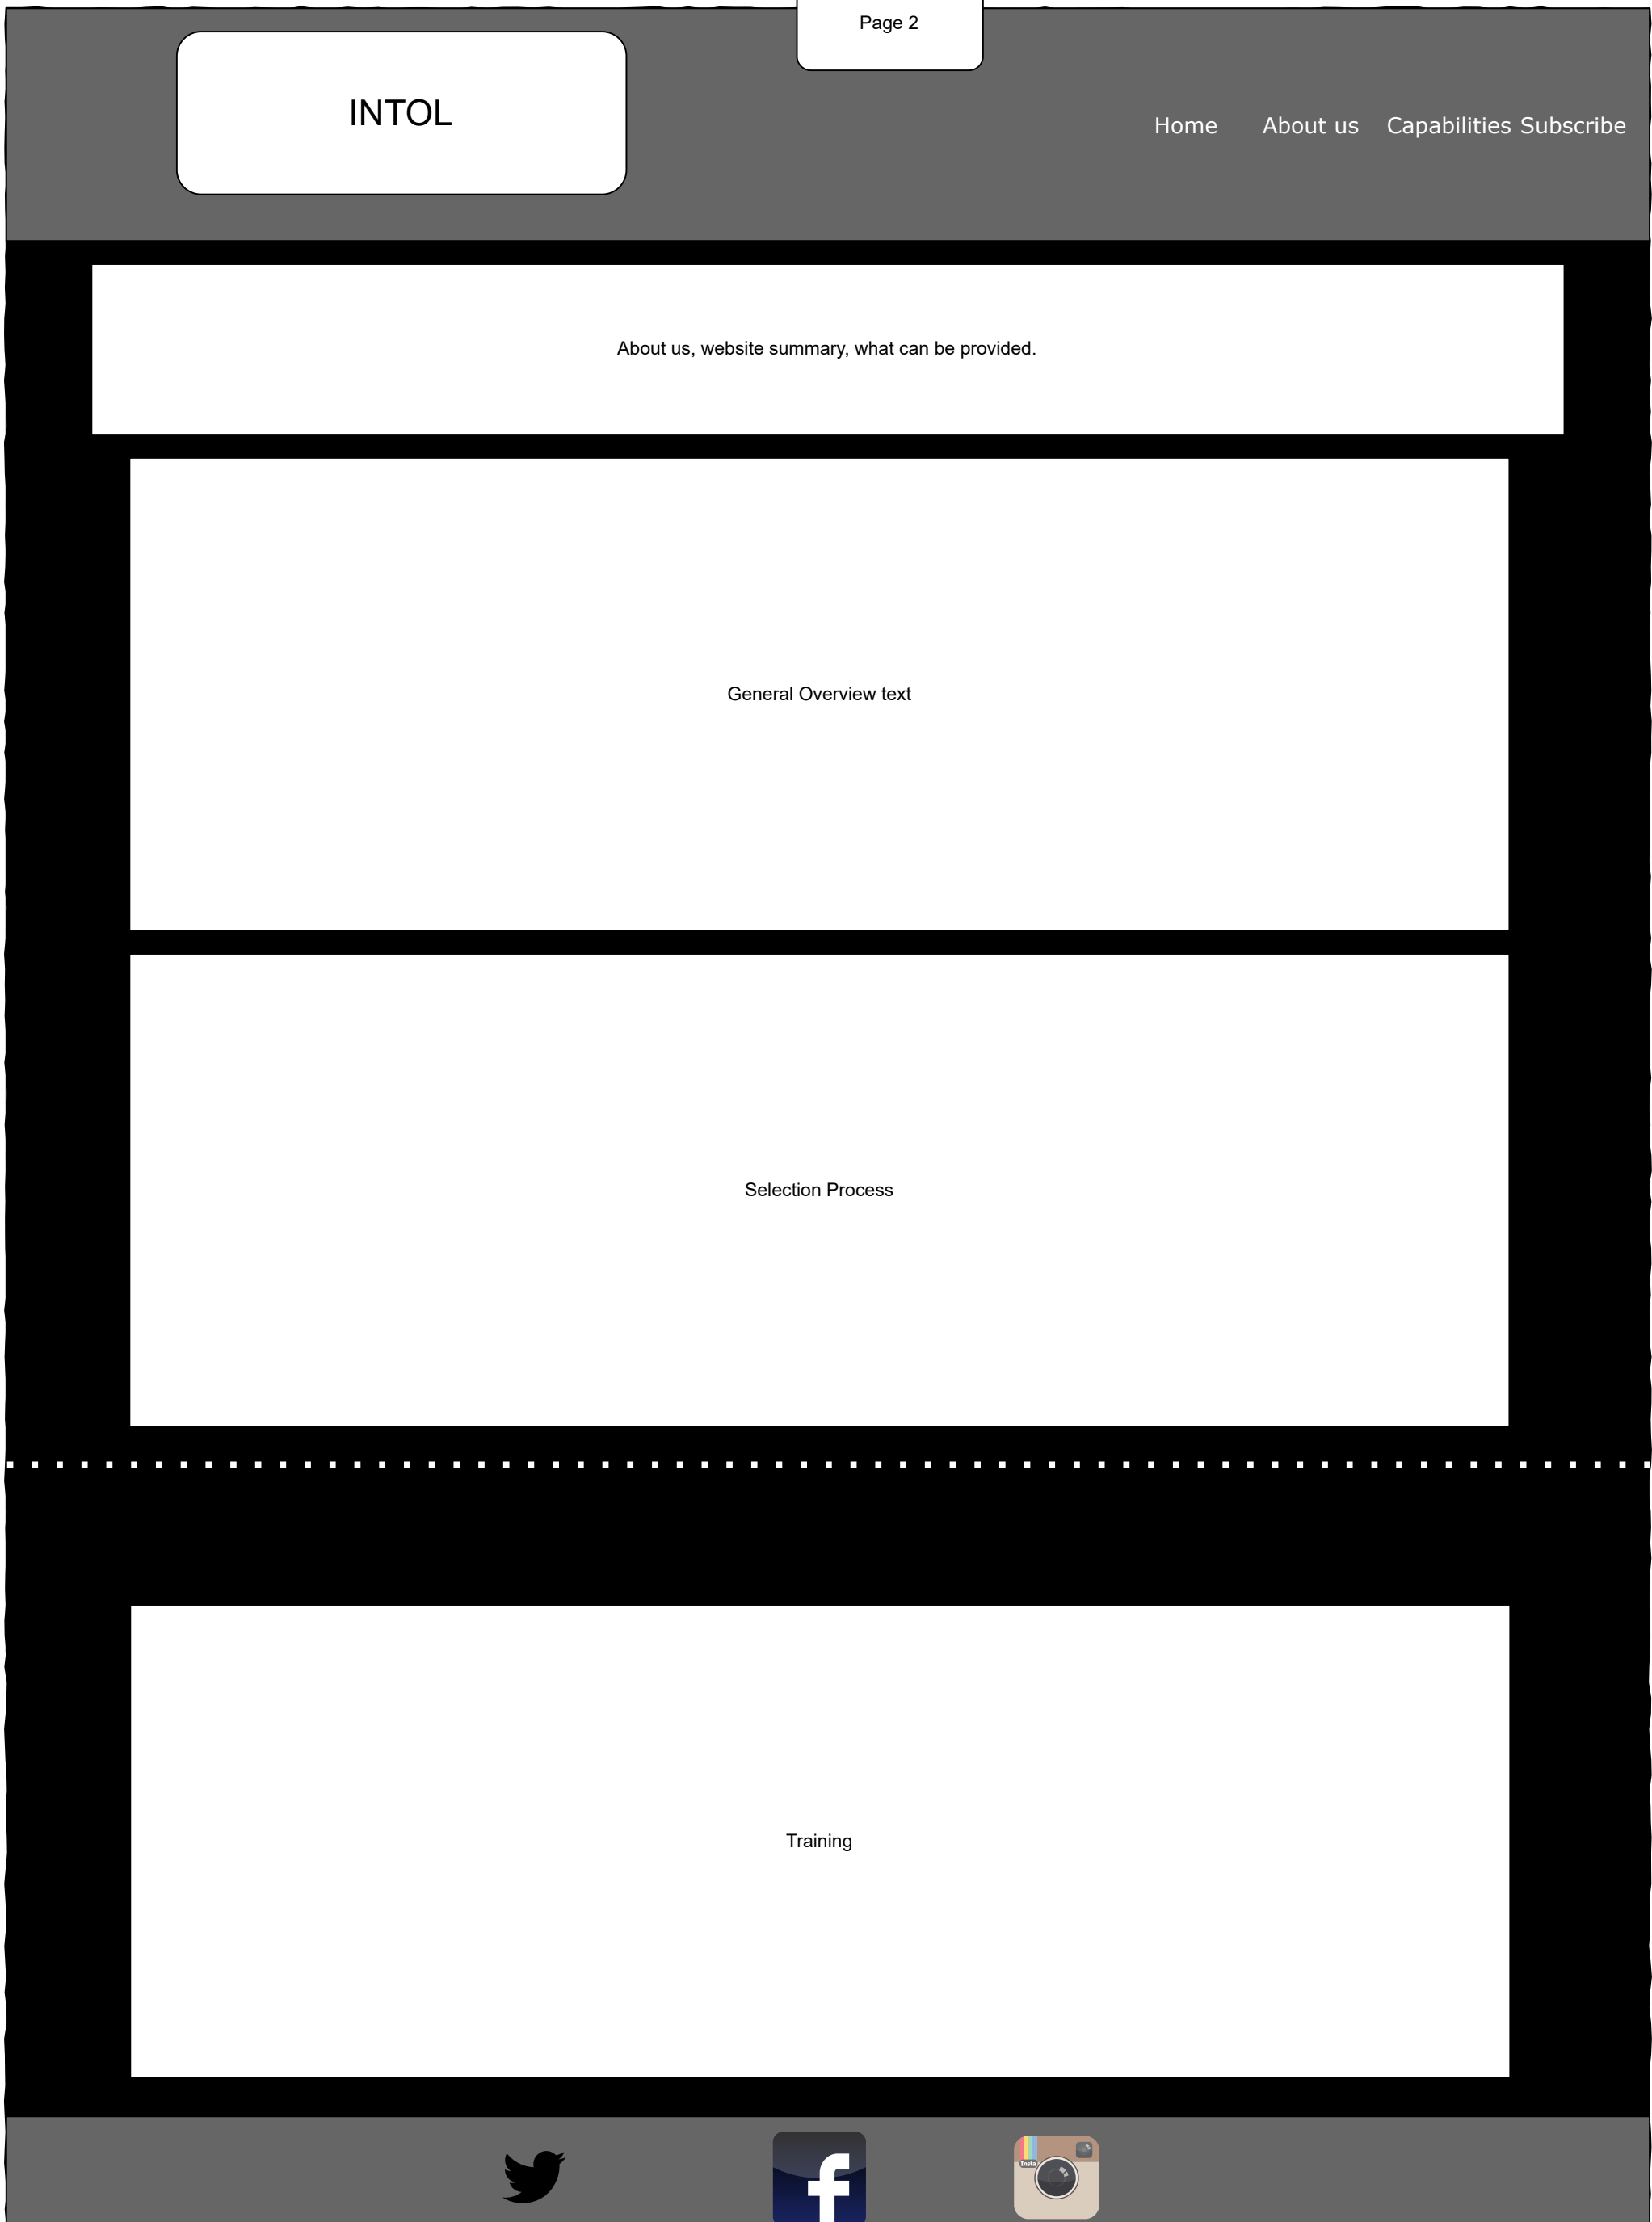 Page 2
INTOL
Home About us Capabilities Subscribe
About us, website summary, what can be provided.
General Overview text
Selection Process
Training
Insta